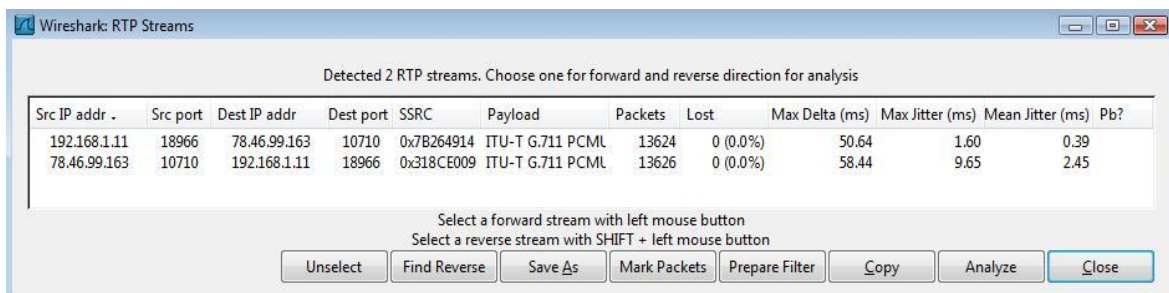 Wireshark: RTP Streams
Detected 2 RTP streams. Choose one for forward and reverse direction for analysis
Src IP addr . Src port Dest IP addr Dest port SSRC Payload Packets Lost Max Delta (ms) Max Jitter (ms) Mean Jitter (ms) Pb?
192.168.1.11 18966 78.46.99.163 10710 0x7B264914 ITU-T G.711 PCMU 13624 0 (0.0%) 50.64 1.60 0.39
78.46.99.163 10710 192.168.1.11 18966 0x318CE009 ITU-T G.711 PCMU 13626 0 (0.0%) 58.44 9.65 2.45
Select a forward stream with left mouse button
Select a reverse stream with SHIFT + left mouse button
Unselect Find Reverse Save As Mark Packets Prepare Filter Copy Analyze Close